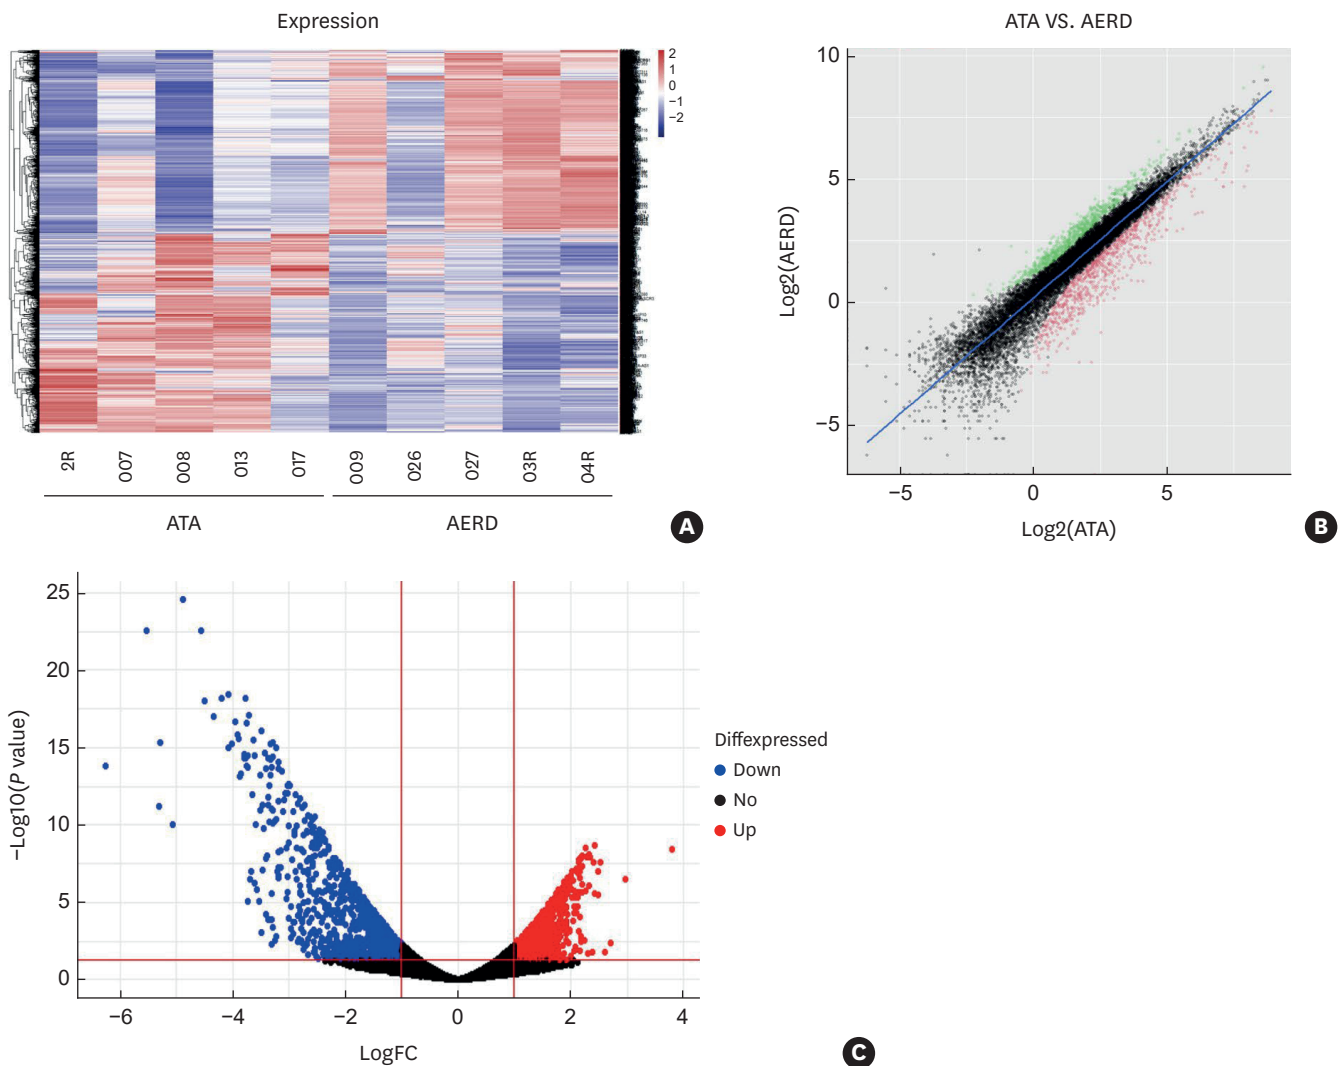 Expression
2
1
0
−1
−2
2R
007
008
013
017
009
026
027
03R
04R
ATA
AERD
A
ATA VS. AERD
10
5
0
−5
Log2(AERD)
−5
0
5
Log2(ATA)
B
25
20
15
10
5
0
−Log10(P value)
−6
−4
−2
0
2
4
LogFC
Diffexpressed
Down
No
Up
C